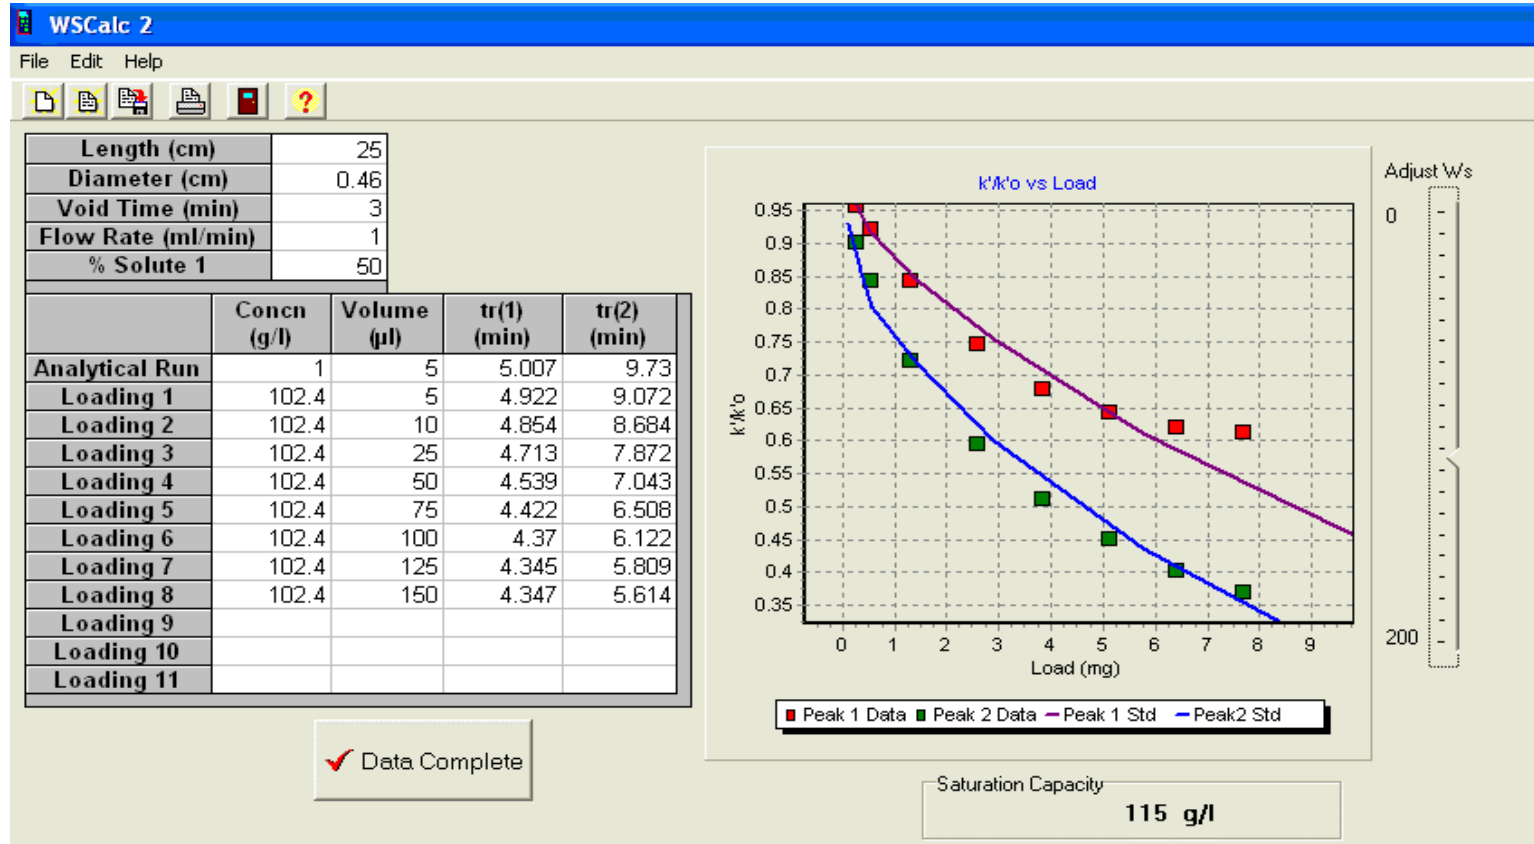 WSCalc 2
File Edit Help
Length (cm) 25
Diameter (cm) 0.46
Void Time (min) 3
Flow Rate (ml/min) 1
% Solute 1 50
Concn (g/l) Volume (µl) tr(1) (min) tr(2) (min)
Analytical Run 1 5 5.007 9.73
Loading 1 102.4 5 4.922 9.072
Loading 2 102.4 10 4.854 8.684
Loading 3 102.4 25 4.713 7.872
Loading 4 102.4 50 4.539 7.043
Loading 5 102.4 75 4.422 6.508
Loading 6 102.4 100 4.37 6.122
Loading 7 102.4 125 4.345 5.809
Loading 8 102.4 150 4.347 5.614
Loading 9
Loading 10
Loading 11
Data Complete
k'/k'o vs Load
0.95
0.9
0.85
0.8
0.75
0.7
0.65
0.6
0.55
0.5
0.45
0.4
0.35
k'/k'o
0 1 2 3 4 5 6 7 8 9
Load (mg)
Peak 1 Data Peak 2 Data Peak 1 Std Peak2 Std
Adjust Ws
0
200
Saturation Capacity
115 g/l